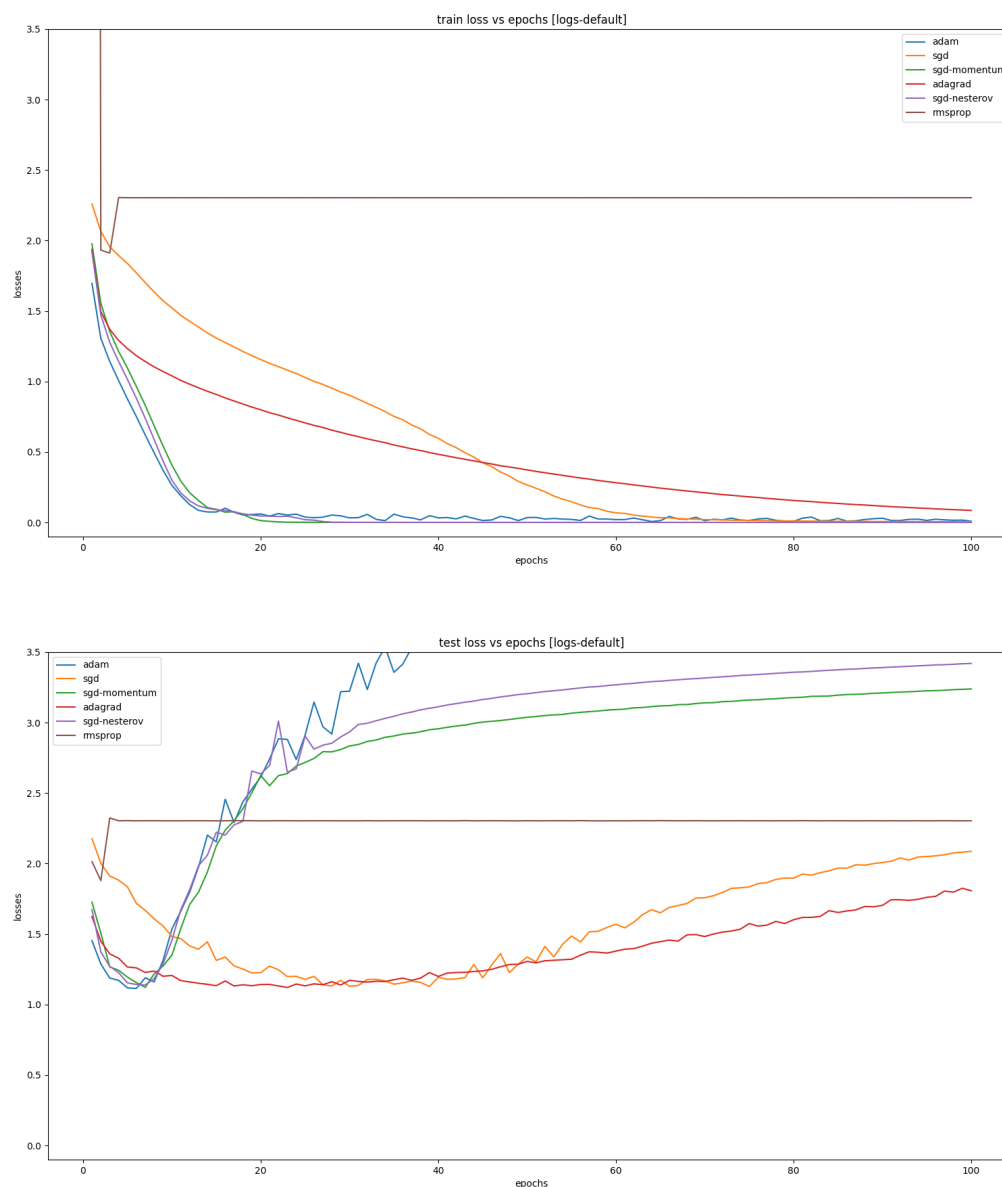 train loss vs epochs [logs-default]
3.5
3.0
2.5
2.0
1.5
1.0
0.5
0.0
losses
adam
sgd
sgd-momentum
adagrad
sgd-nesterov
rmsprop
0 20 40 60 80 100
epochs
test loss vs epochs [logs-default]
3.5
3.0
2.5
2.0
1.5
1.0
0.5
0.0
losses
adam
sgd
sgd-momentum
adagrad
sgd-nesterov
rmsprop
0 20 40 60 80 100
epochs